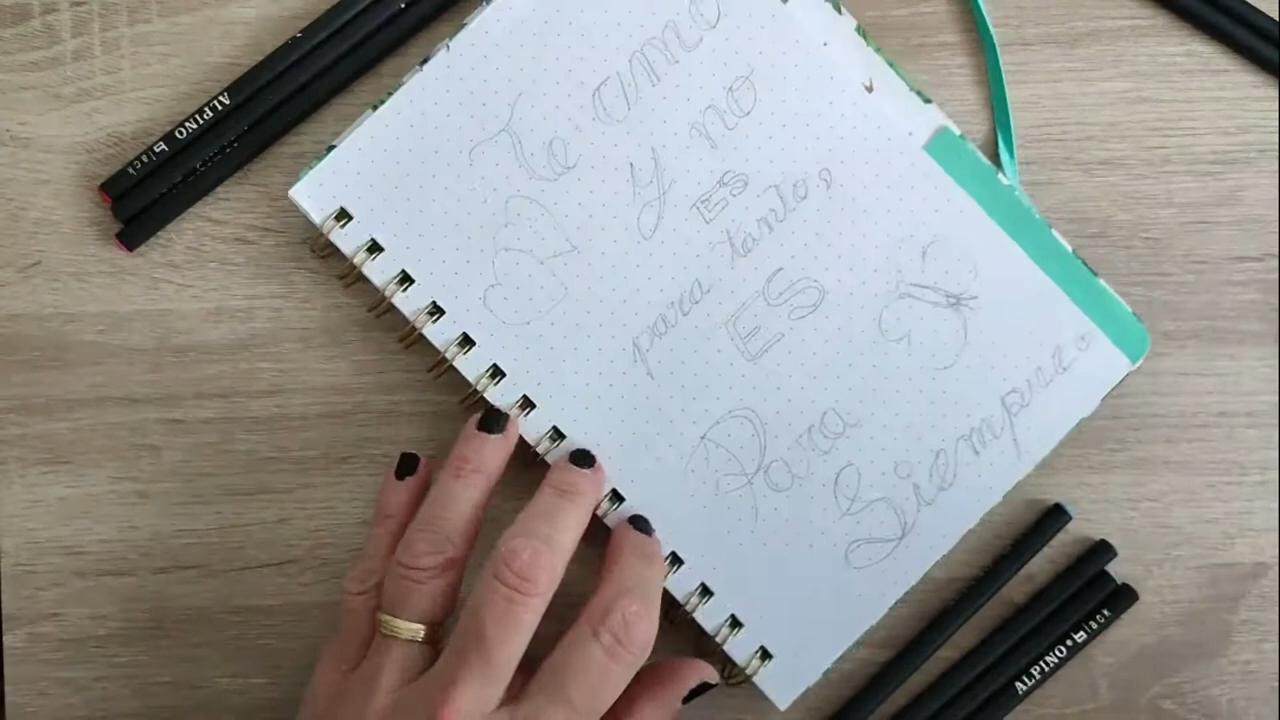 Te amo
y no
ES
para tanto,
ES
Para
Siempre.
ALPINO black
ALPINO black